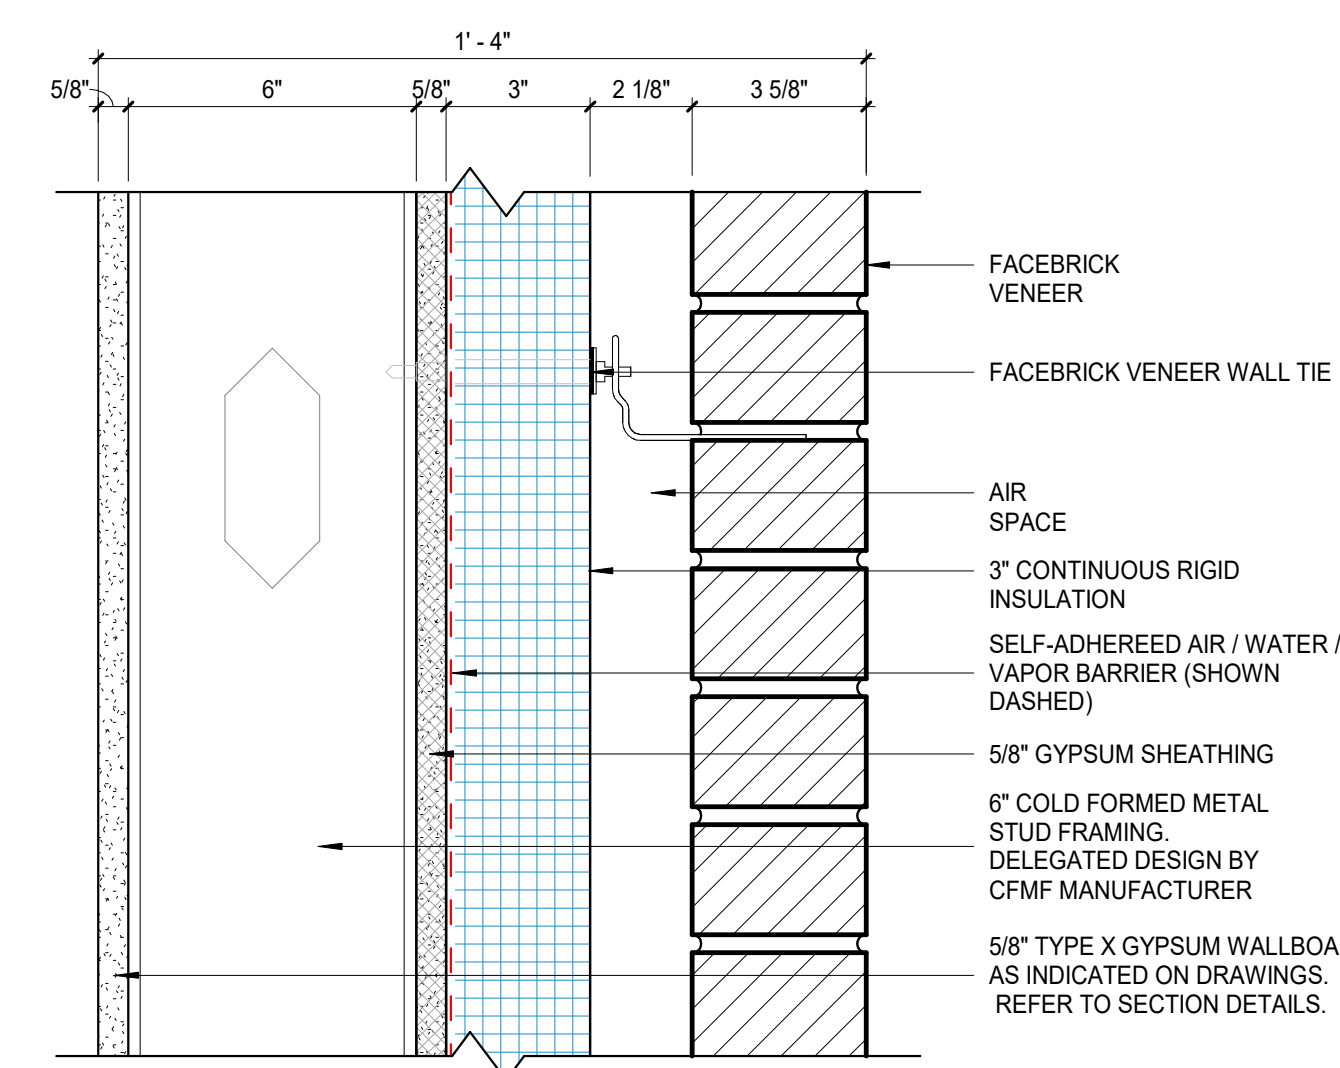 1' - 4"
5/8" 6" 5/8" 3" 2 1/8" 3 5/8"
FACEBRICK
VENEER
FACEBRICK VENEER WALL TIE
AIR
SPACE
3" CONTINUOUS RIGID
INSULATION
SELF-ADHEREED AIR / WATER /
VAPOR BARRIER (SHOWN
DASHED)
5/8" GYPSUM SHEATHING
6" COLD FORMED METAL
STUD FRAMING.
DELEGATED DESIGN BY
CFMF MANUFACTURER
5/8" TYPE X GYPSUM WALLBOA
AS INDICATED ON DRAWINGS.
REFER TO SECTION DETAILS.